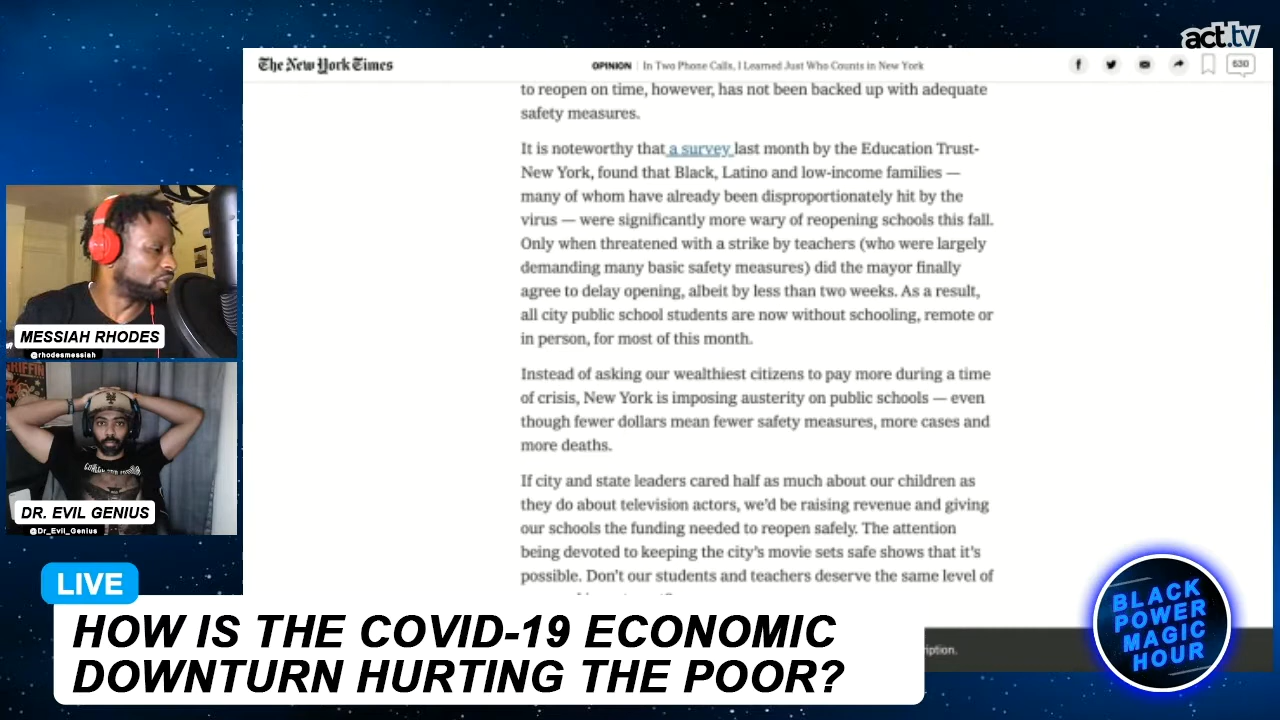 act.tv
The New York Times
OPINION | In Two Phone Calls, I Learned Just Who Counts in New York
630
to reopen on time, however, has not been backed up with adequate
safety measures.
It is noteworthy that a survey last month by the Education Trust-
New York, found that Black, Latino and low-income families —
many of whom have already been disproportionately hit by the
virus — were significantly more wary of reopening schools this fall.
Only when threatened with a strike by teachers (who were largely
demanding many basic safety measures) did the mayor finally
agree to delay opening, albeit by less than two weeks. As a result,
all city public school students are now without schooling, remote or
in person, for most of this month.
Instead of asking our wealthiest citizens to pay more during a time
of crisis, New York is imposing austerity on public schools — even
though fewer dollars mean fewer safety measures, more cases and
more deaths.
If city and state leaders cared half as much about our children as
they do about television actors, we'd be raising revenue and giving
our schools the funding needed to reopen safely. The attention
being devoted to keeping the city's movie sets safe shows that it's
possible. Don't our students and teachers deserve the same level of
ription.
MESSIAH RHODES
@rhodesmessiah
RIFFIN
DR. EVIL GENIUS
@Dr_Evil_Genius
LIVE
HOW IS THE COVID-19 ECONOMIC
DOWNTURN HURTING THE POOR?
BLACK
POWER
MAGIC
HOUR